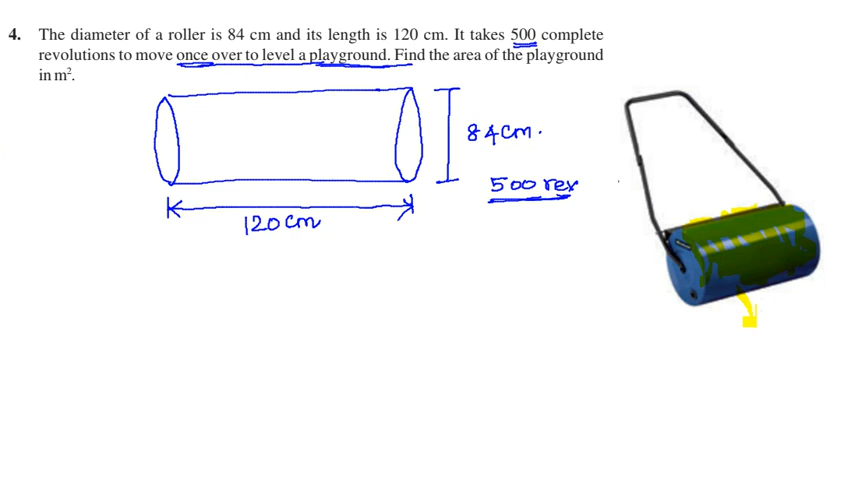 4. The diameter of a roller is 84 cm and its length is 120 cm. It takes 500 complete
revolutions to move once over to level a playground. Find the area of the playground
in m².
84cm.
500 rev
120cm